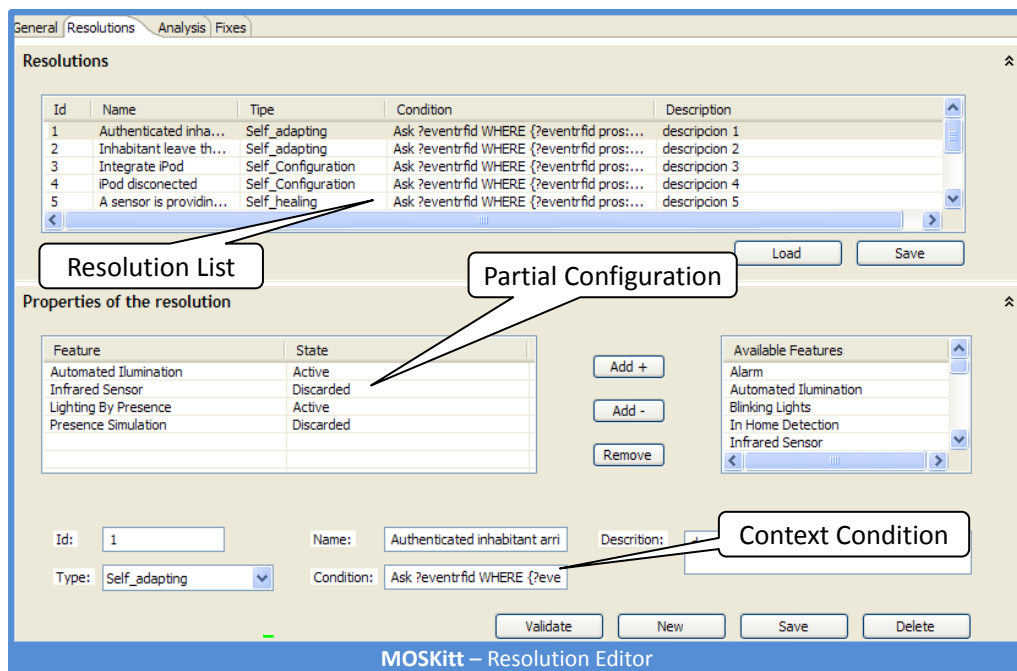 General Resolutions Analysis Fixes
Resolutions
Id Name Tipe Condition Description
1 Authenticated inha... Self_adapting Ask ?eventrfid WHERE {?eventrfid pros:... descripcion 1
2 Inhabitant leave th... Self_adapting Ask ?eventrfid WHERE {?eventrfid pros:... descripcion 2
3 Integrate iPod Self_Configuration Ask ?eventrfid WHERE {?eventrfid pros:... descripcion 3
4 iPod disconected Self_Configuration Ask ?eventrfid WHERE {?eventrfid pros:... descripcion 4
5 A sensor is providin... Self_healing Ask ?eventrfid WHERE {?eventrfid pros:... descripcion 5
Load Save
Resolution List
Partial Configuration
Properties of the resolution
Feature State
Automated Ilumination Active
Infrared Sensor Discarded
Lighting By Presence Active
Presence Simulation Discarded
Add +
Add -
Remove
Available Features
Alarm
Automated Ilumination
Blinking Lights
In Home Detection
Infrared Sensor
Id: 1 Name: Authenticated inhabitant arri Descrition:
Context Condition
Type: Self_adapting Condition: Ask ?eventrfid WHERE {?eve
Validate New Save Delete
MOSKitt – Resolution Editor